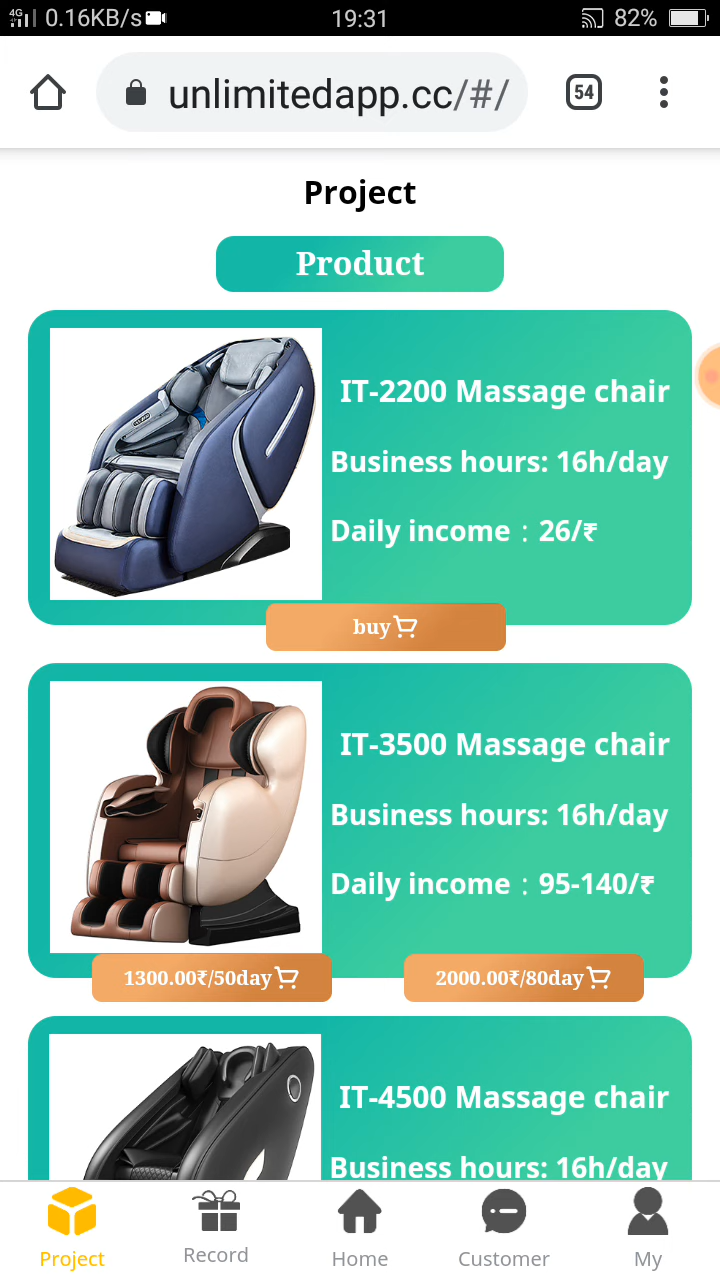 4G 0.16KB/s 19:31 82%
unlimitedapp.cc/#/ 54
Project
Product
IT-2200 Massage chair
Business hours: 16h/day
Daily income：26/₹
buy
IT-3500 Massage chair
Business hours: 16h/day
Daily income：95-140/₹
1300.00₹/50day 2000.00₹/80day
IT-4500 Massage chair
Business hours: 16h/day
Project Record Home Customer My